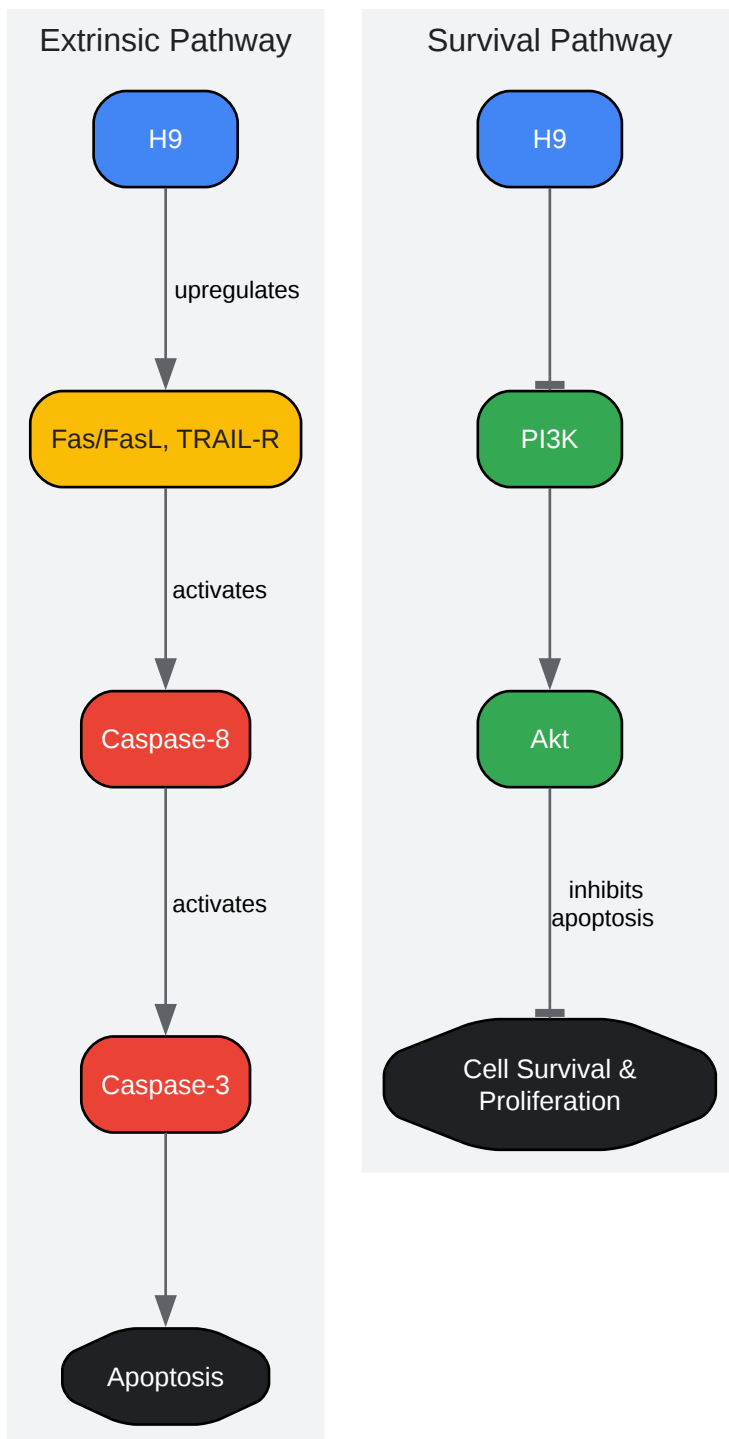 Extrinsic Pathway
H9
upregulates
Fas/FasL, TRAIL-R
activates
Caspase-8
activates
Caspase-3
Apoptosis
Survival Pathway
H9
PI3K
Akt
inhibits
apoptosis
Cell Survival &
Proliferation